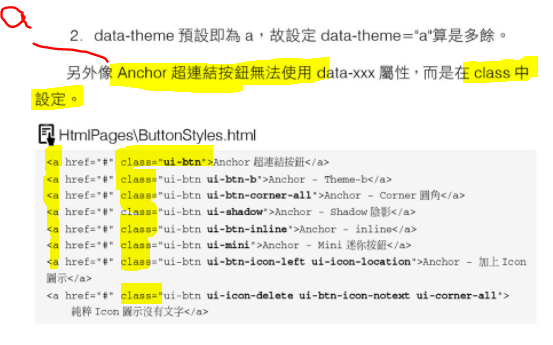 a
2. data-theme 預設即為 a，故設定 data-theme="a"算是多餘。
另外像 Anchor 超連結按鈕無法使用 data-xxx 屬性，而是在 class 中
設定。
HtmlPages\ButtonStyles.html
<a href="#" class="ui-btn">Anchor 超連結按鈕</a>
<a href="#" class="ui-btn ui-btn-b">Anchor - Theme-b</a>
<a href="#" class="ui-btn ui-btn-corner-all">Anchor - Corner 圓角</a>
<a href="#" class="ui-btn ui-shadow">Anchor - Shadow 陰影</a>
<a href="#" class="ui-btn ui-btn-inline">Anchor - inline</a>
<a href="#" class="ui-btn ui-mini">Anchor - Mini 迷你按鈕</a>
<a href="#" class="ui-btn ui-btn-icon-left ui-icon-location">Anchor - 加上 Icon
圖示</a>
<a href="#" class="ui-btn ui-icon-delete ui-btn-icon-notext ui-corner-all">
純粹 Icon 圖示沒有文字</a>